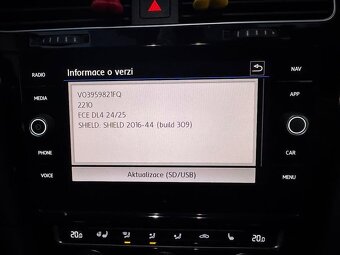 Informace o verzi
RADIO
NAV
MEDIA
APP
V03959821FQ
2210
ECE DL4 24/25
SHIELD: SHIELD 2016-44 (build 309)
PHONE
CAR
VOICE
Aktualizace (SD/USB)
MENU
20.0
20.0